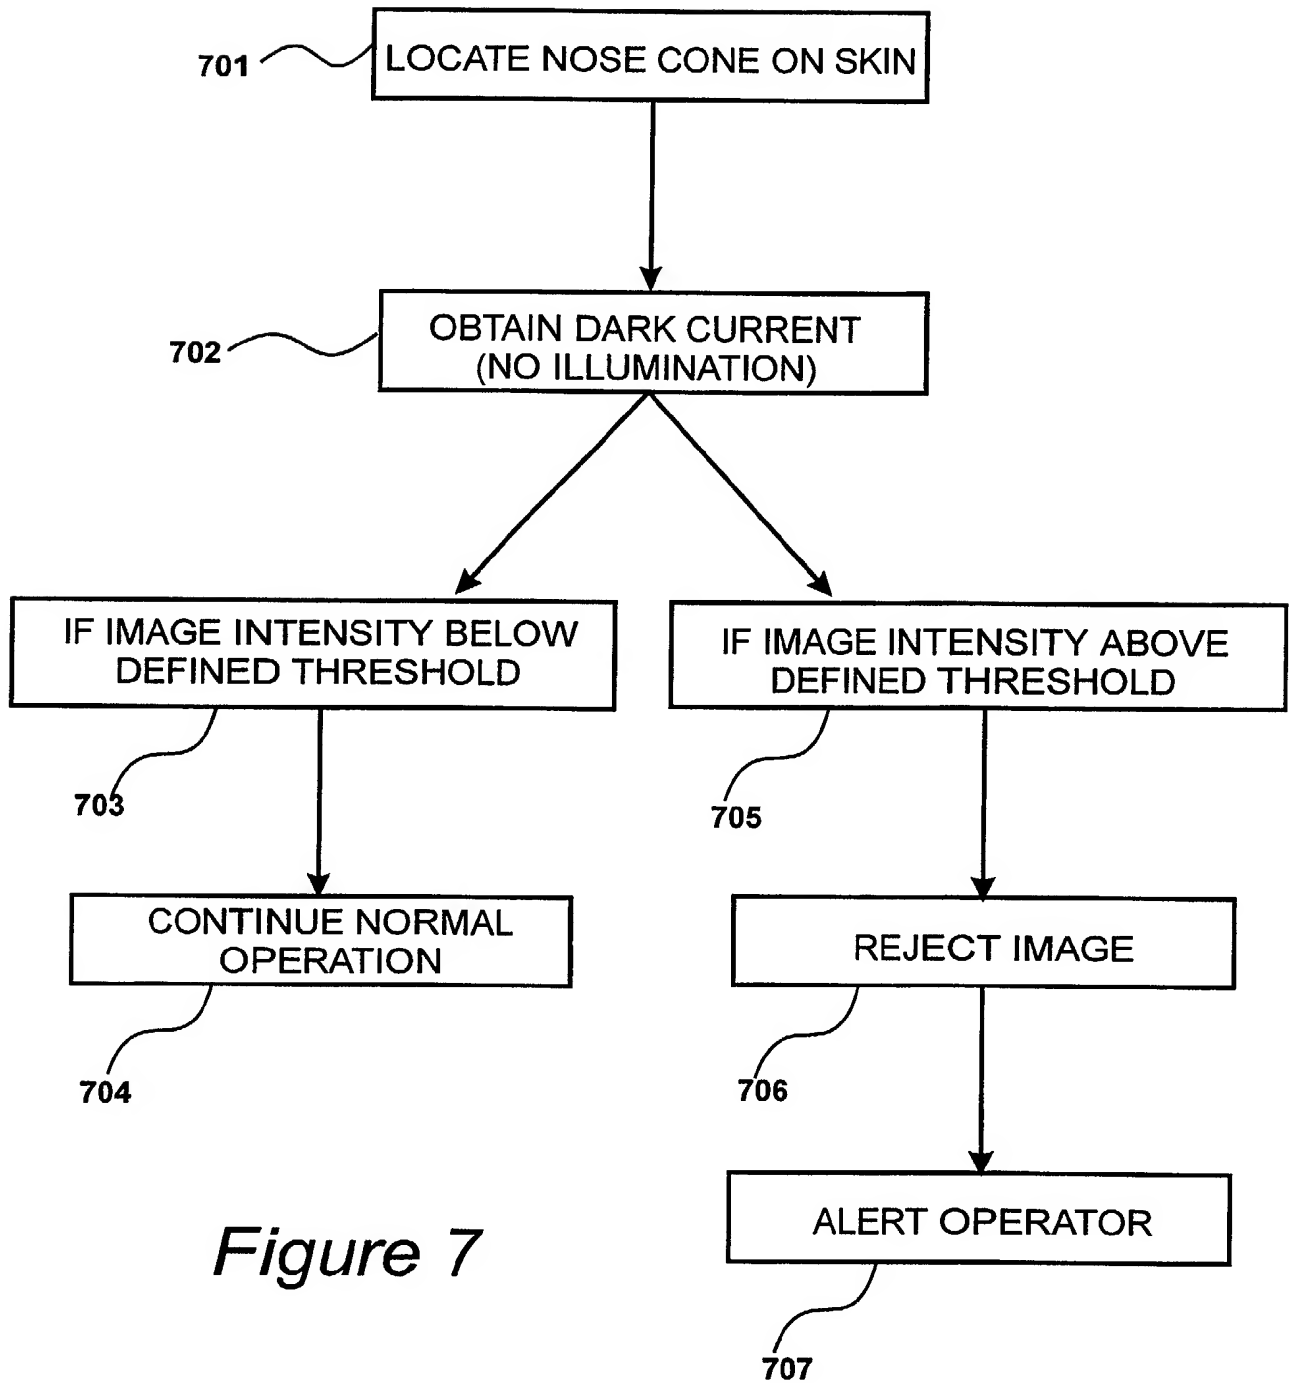 LOCATE NOSE CONE ON SKIN
701
OBTAIN DARK CURRENT
(NO ILLUMINATION)
702
IF IMAGE INTENSITY BELOW
DEFINED THRESHOLD
703
IF IMAGE INTENSITY ABOVE
DEFINED THRESHOLD
705
CONTINUE NORMAL
OPERATION
704
REJECT IMAGE
706
ALERT OPERATOR
707
Figure 7